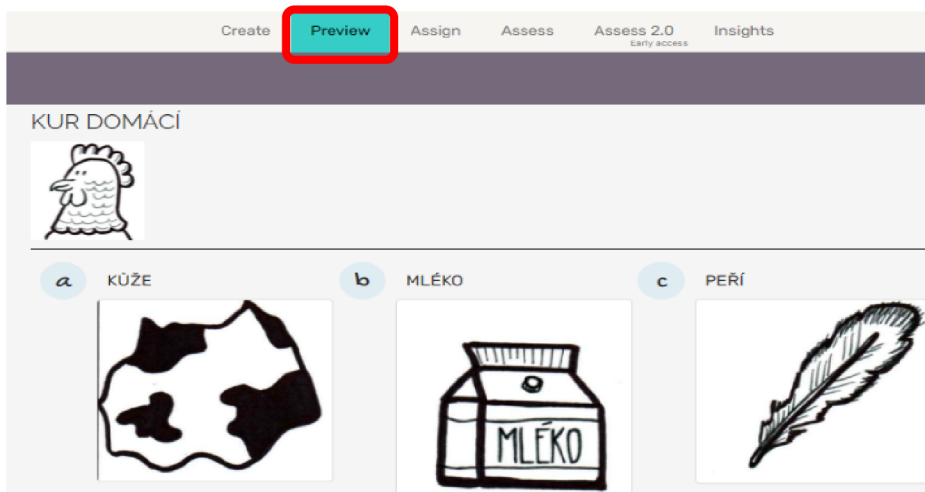 Create Preview Assign Assess Assess 2.0 Insights
Early access
KUR DOMÁCÍ
a KŮŽE b MLÉKO c PEŘÍ
MLÉKO